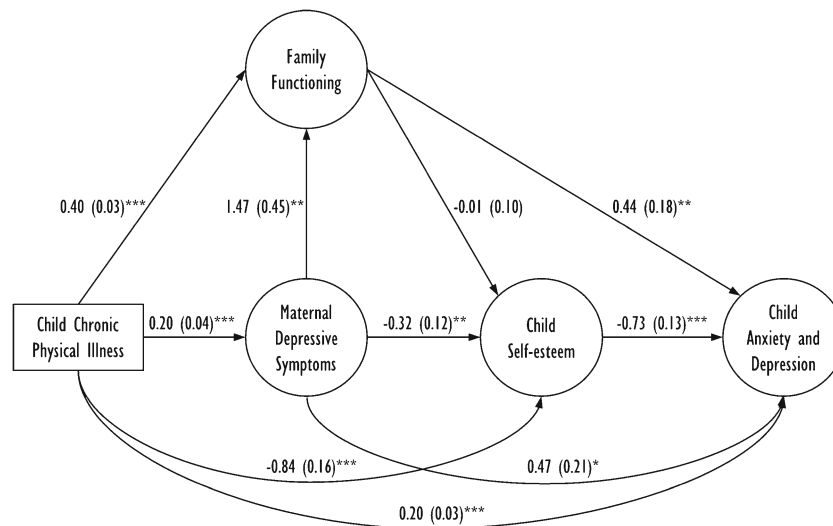 Family
Functioning
0.40 (0.03)***
1.47 (0.45)**
-0.01 (0.10)
0.44 (0.18)**
Child Chronic
Physical Illness
0.20 (0.04)***
Maternal
Depressive
Symptoms
-0.32 (0.12)**
Child
Self-esteem
-0.73 (0.13)***
Child
Anxiety and
Depression
-0.84 (0.16)***
0.47 (0.21)*
0.20 (0.03)***